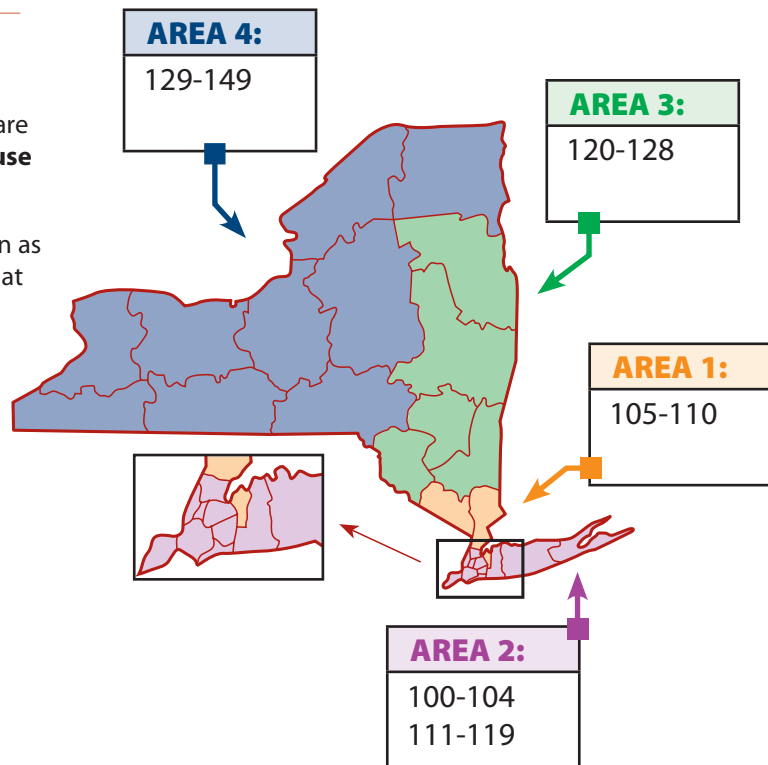 AREA 4:
129-149
are
use
n as
at
AREA 3:
120-128
AREA 1:
105-110
AREA 2:
100-104
111-119